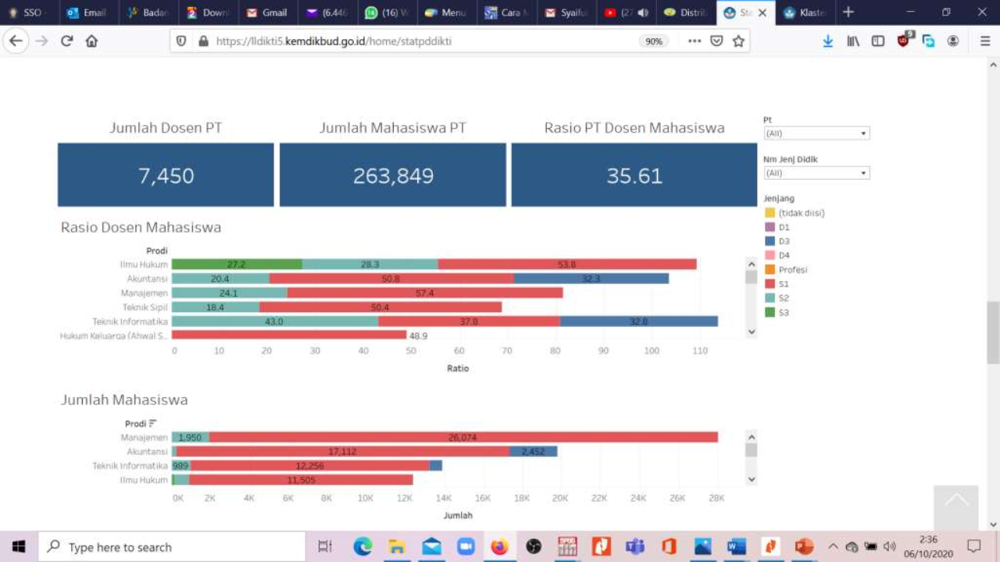 SSO
Email
Badan
Downl
Gmail
(6.446
(16) W
Menu
Cara M
Syaiful
(27
Distrib
Sta
Klaste
https://lldikti5.kemdikbud.go.id/home/statpddikti
90%
9
Jumlah Dosen PT
Jumlah Mahasiswa PT
Rasio PT Dosen Mahasiswa
7,450
263,849
35.61
Pt
(All)
Nm Jenj Didik
(All)
Jenjang
(tidak diisi)
D1
D3
D4
Profesi
S1
S2
S3
Rasio Dosen Mahasiswa
Prodi
Ilmu Hukum 27.2 28.3 53.8
Akuntansi 20.4 50.8 32.3
Manajemen 24.1 57.4
Teknik Sipil 18.4 50.4
Teknik Informatika 43.0 37.8 32.8
Hukum Keluarga (Ahwal S.. 48.9
0 10 20 30 40 50 60 70 80 90 100 110
Ratio
Jumlah Mahasiswa
Prodi
Manajemen 1,950 26,074
Akuntansi 17,112 2,452
Teknik Informatika 989 12,256
Ilmu Hukum 11,505
0K 2K 4K 6K 8K 10K 12K 14K 16K 18K 20K 22K 24K 26K 28K
Jumlah
Type here to search
2:36
06/10/2020